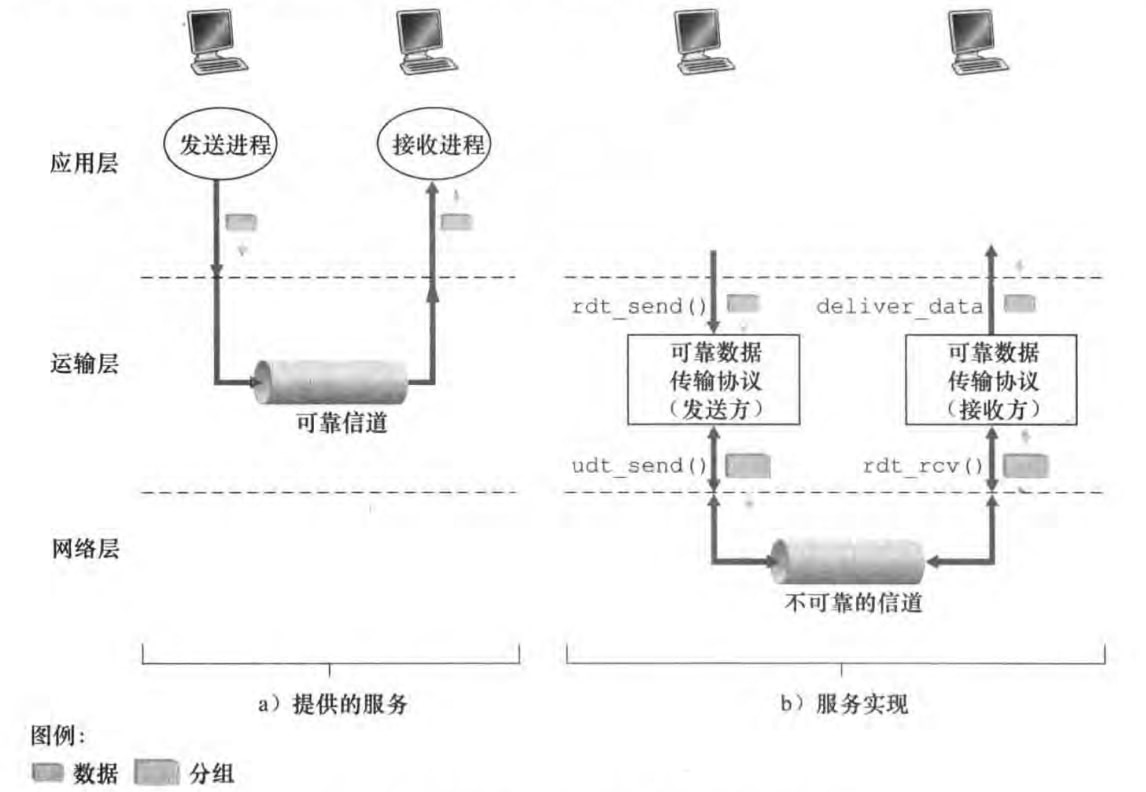 发送进程
接收进程
应用层
rdt_send()
deliver_data
运输层
可靠信道
可靠数据
传输协议
（发送方）
可靠数据
传输协议
（接收方）
udt_send()
rdt_rcv()
网络层
不可靠的信道
a）提供的服务
b）服务实现
图例：
数据
分组